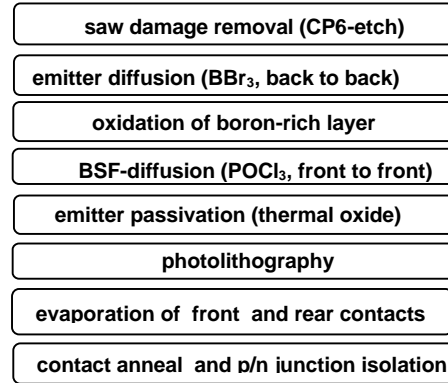 saw damage removal (CP6-etch)
emitter diffusion (BBr₃, back to back)
oxidation of boron-rich layer
BSF-diffusion (POCl₃, front to front)
emitter passivation (thermal oxide)
photolithography
evaporation of front and rear contacts
contact anneal and p/n junction isolation